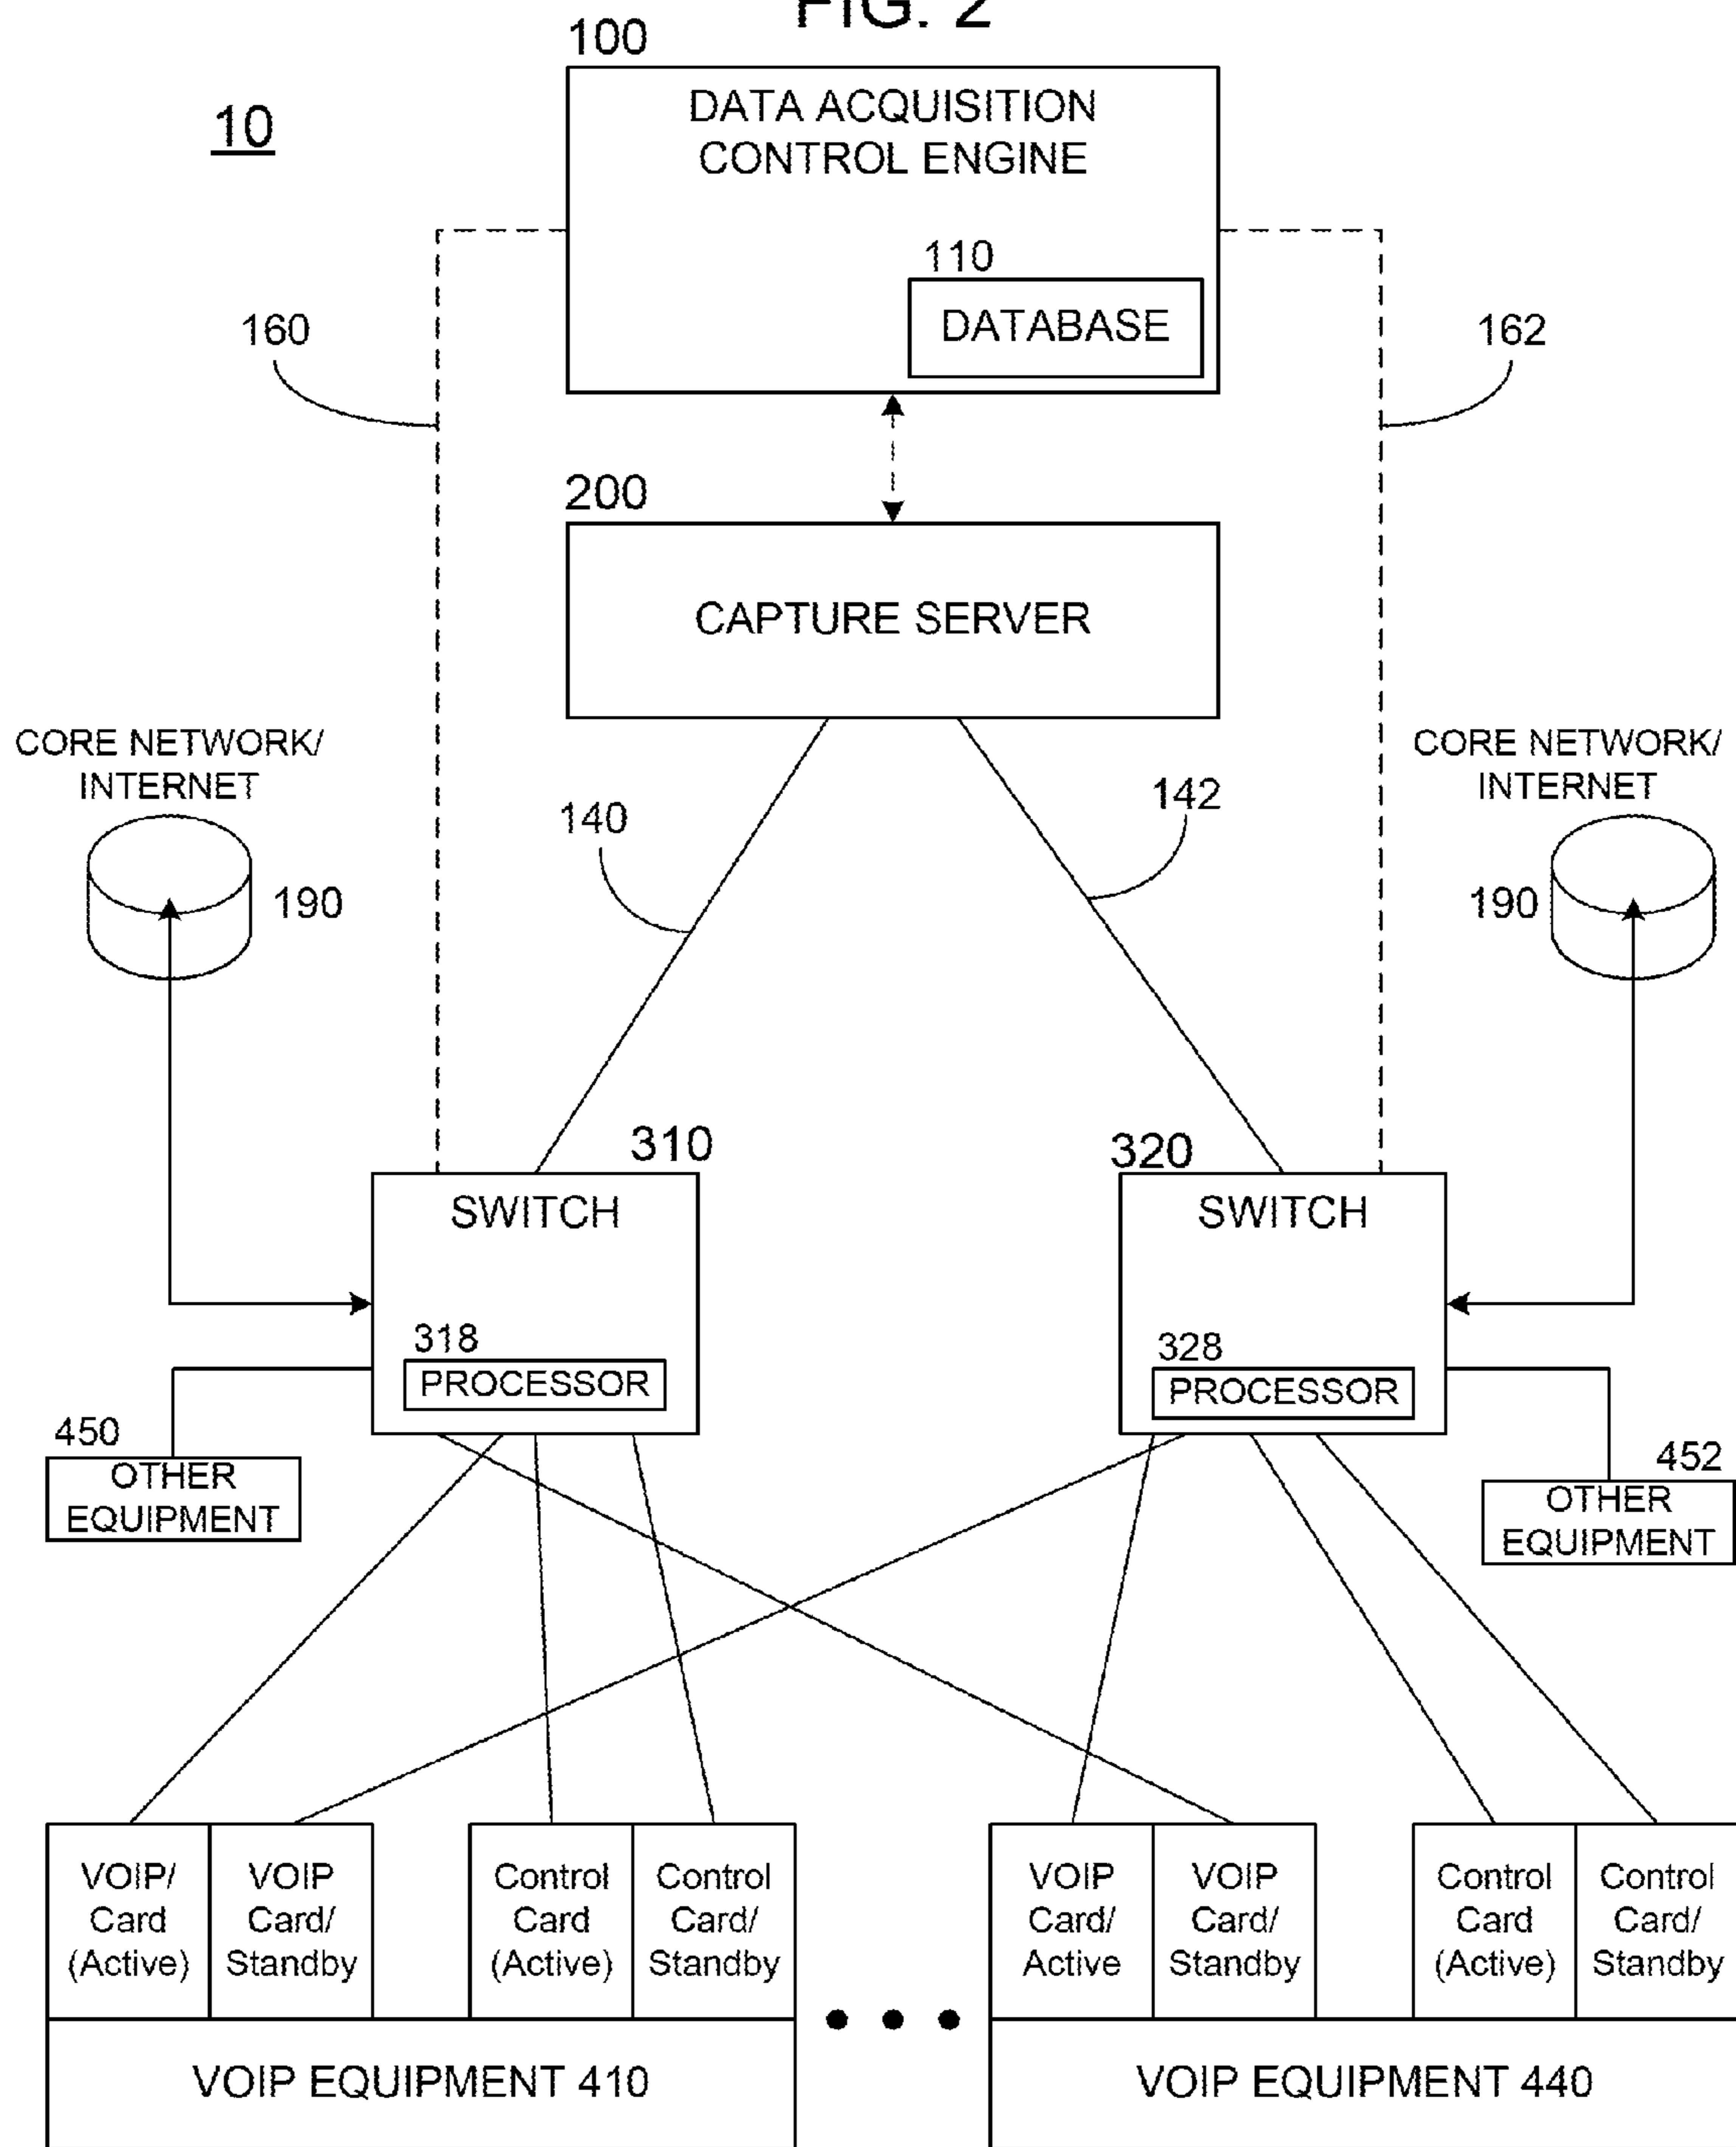 FIG. 2
100
10
DATA ACQUISITION
CONTROL ENGINE
110
DATABASE
160
162
200
CAPTURE SERVER
CORE NETWORK/
INTERNET
CORE NETWORK/
INTERNET
140
142
190
190
310
320
SWITCH
SWITCH
318
PROCESSOR
328
PROCESSOR
450
OTHER
EQUIPMENT
452
OTHER
EQUIPMENT
VOIP/
Card
(Active)
VOIP
Card/
Standby
Control
Card
(Active)
Control
Card/
Standby
VOIP
Card/
Active
VOIP
Card/
Standby
Control
Card
(Active)
Control
Card/
Standby
VOIP EQUIPMENT 410
VOIP EQUIPMENT 440